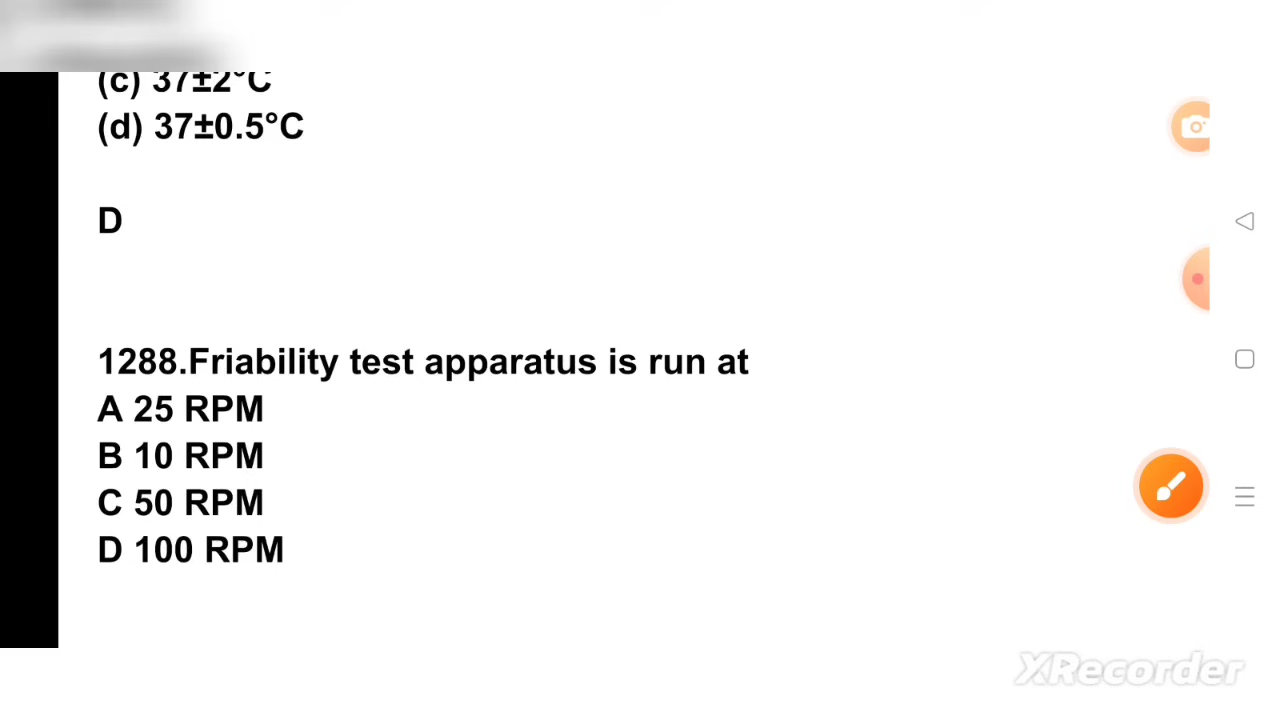 (c) 37±2°C
(d) 37±0.5°C
D
1288.Friability test apparatus is run at
A 25 RPM
B 10 RPM
C 50 RPM
D 100 RPM
XRecorder